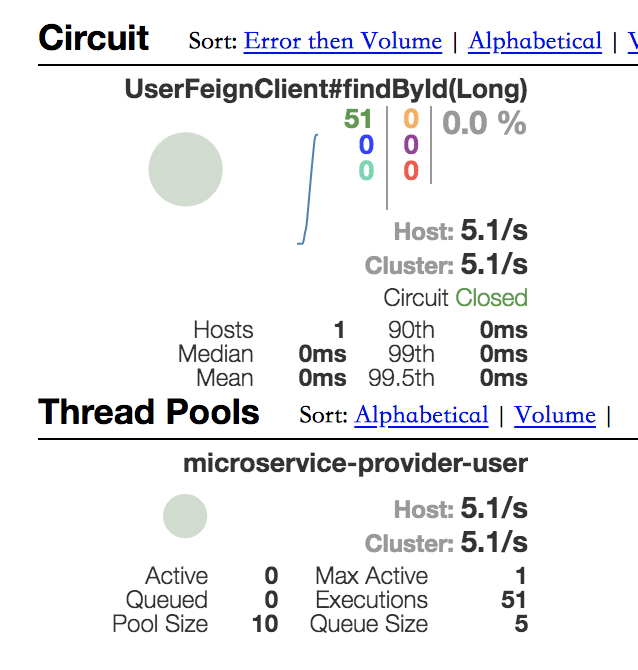 Circuit Sort: Error then Volume | Alphabetical |
UserFeignClient#findById(Long)
51 0 0.0 %
0 0
0 0
Host: 5.1/s
Cluster: 5.1/s
Circuit Closed
Hosts 1 90th 0ms
Median 0ms 99th 0ms
Mean 0ms 99.5th 0ms
Thread Pools Sort: Alphabetical | Volume |
microservice-provider-user
Host: 5.1/s
Cluster: 5.1/s
Active 0 Max Active 1
Queued 0 Executions 51
Pool Size 10 Queue Size 5